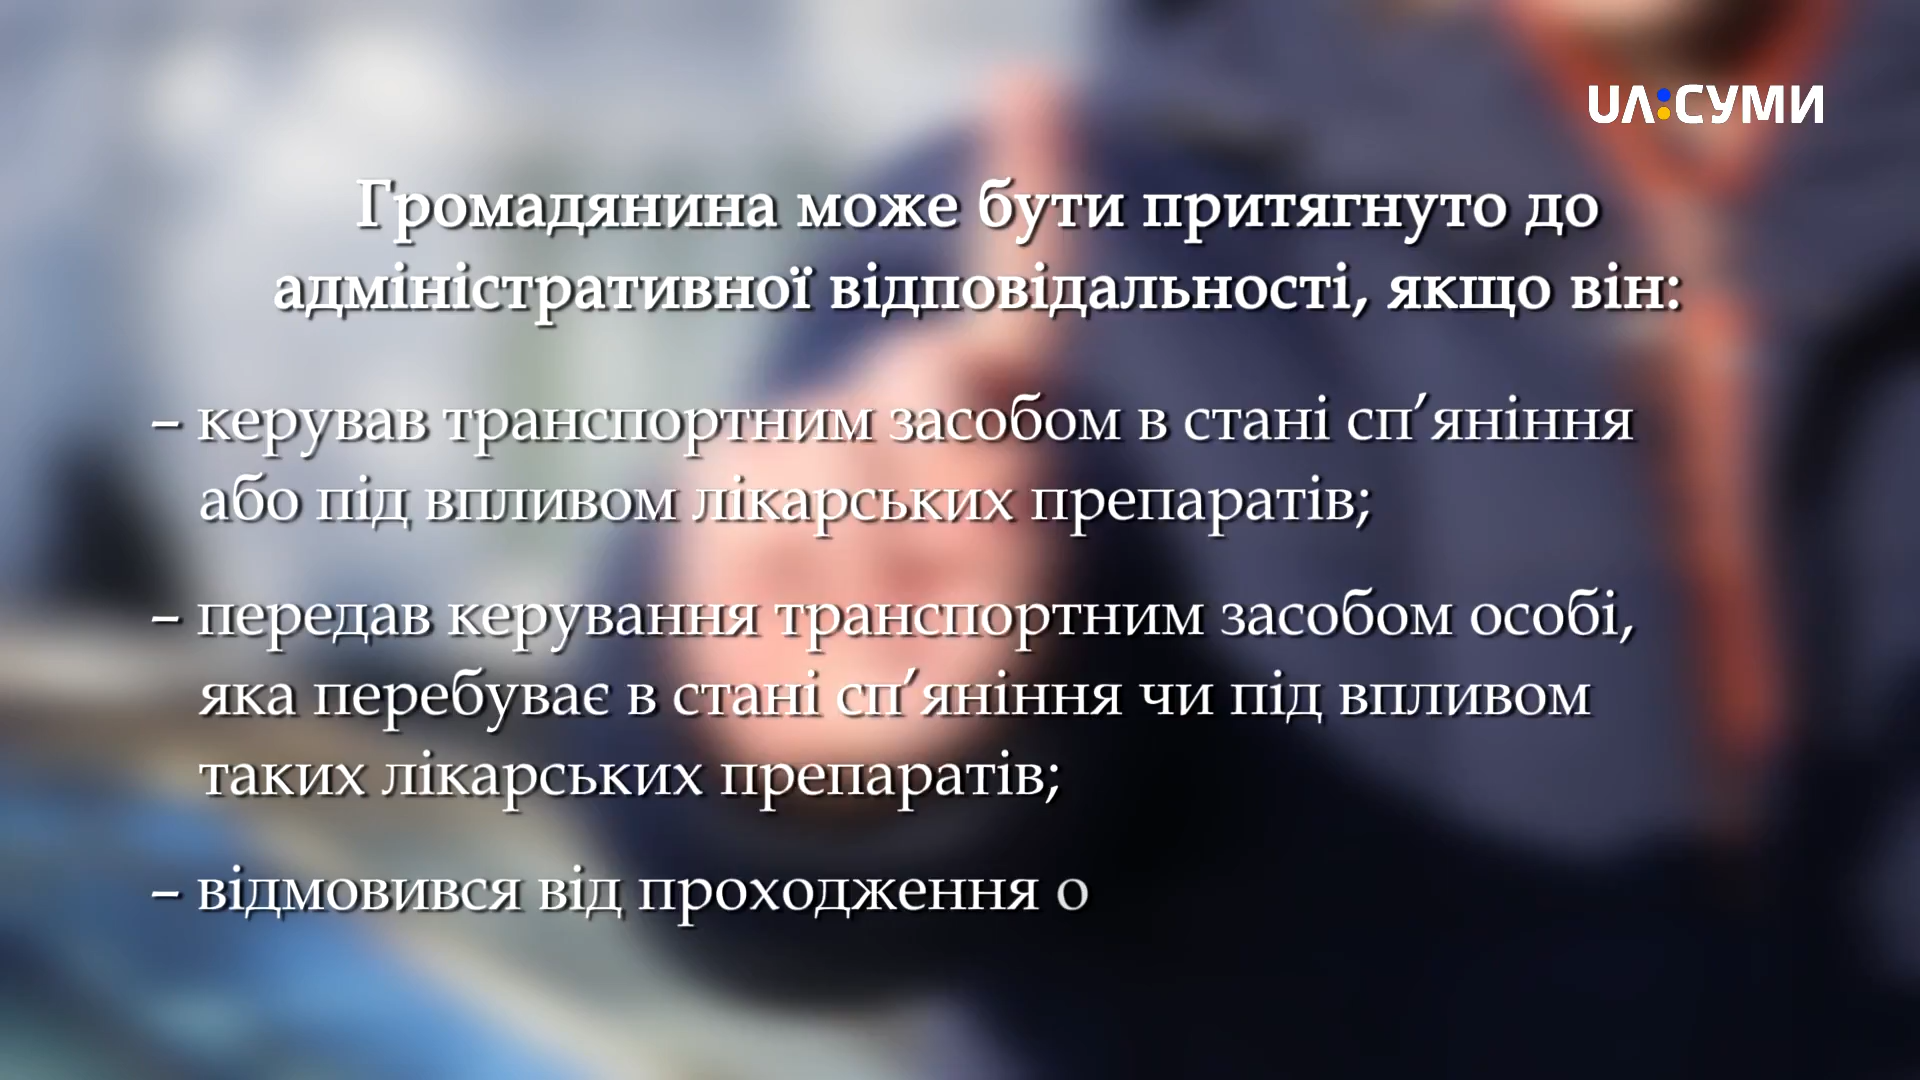 UA:СУМИ
Громадянина може бути притягнуто до
адміністративної відповідальності, якщо він:
– керував транспортним засобом в стані сп’яніння
або під впливом лікарських препаратів;
– передав керування транспортним засобом особі,
яка перебуває в стані сп’яніння чи під впливом
таких лікарських препаратів;
– відмовився від проходження о